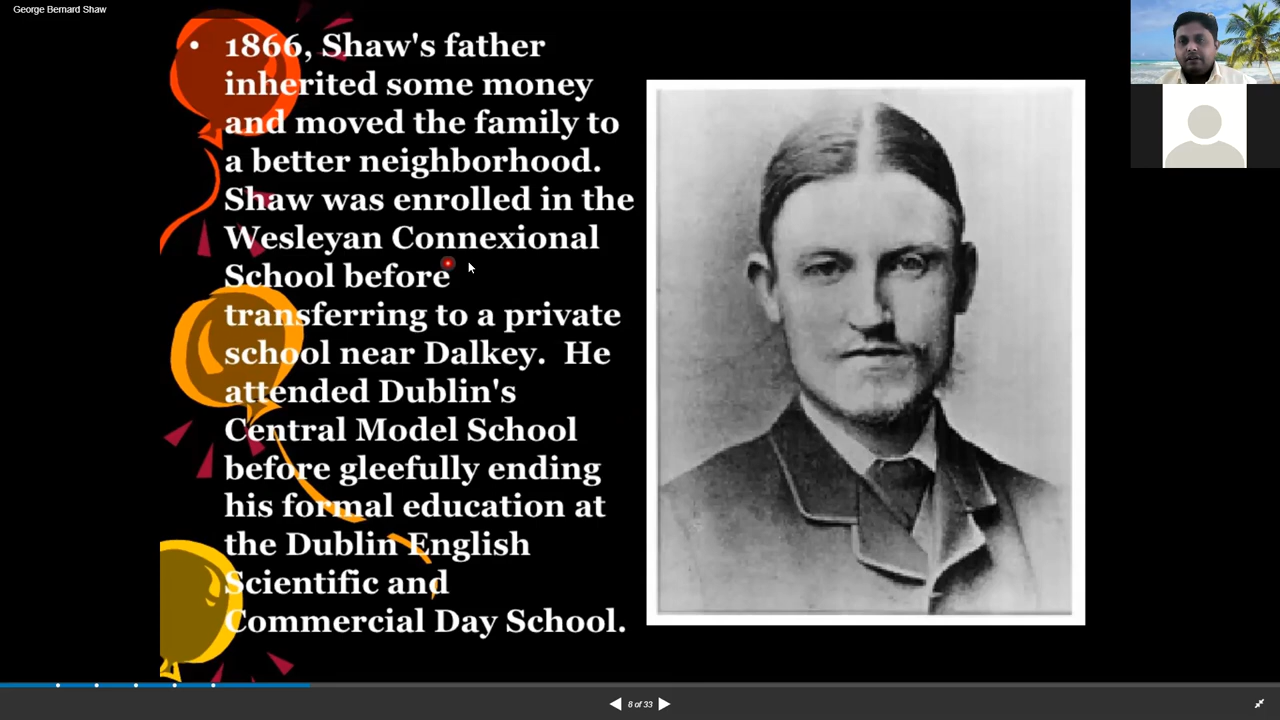 George Bernard Shaw
• 1866, Shaw's father
inherited some money
and moved the family to
a better neighborhood.
Shaw was enrolled in the
Wesleyan Connexional
School before
transferring to a private
school near Dalkey. He
attended Dublin's
Central Model School
before gleefully ending
his formal education at
the Dublin English
Scientific and
Commercial Day School.
8 of 33